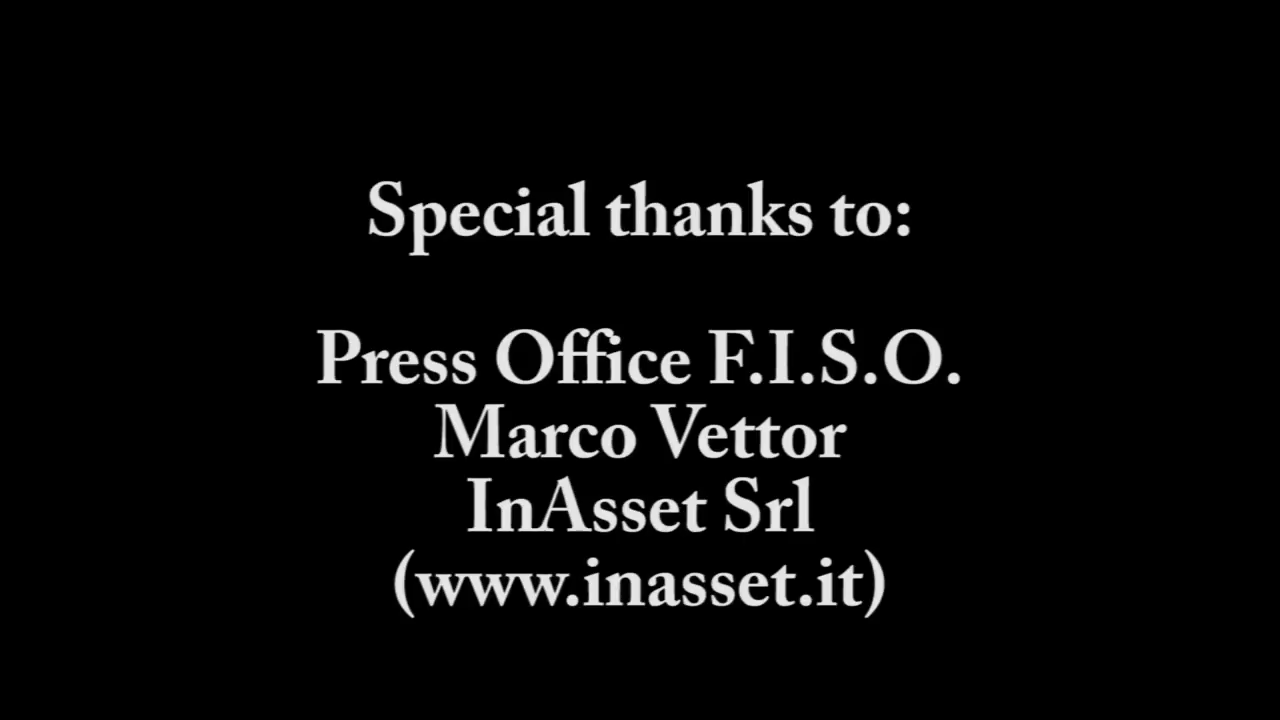 Special thanks to:
Press Office F.I.S.O.
Marco Vettor
InAsset Srl
(www.inasset.it)